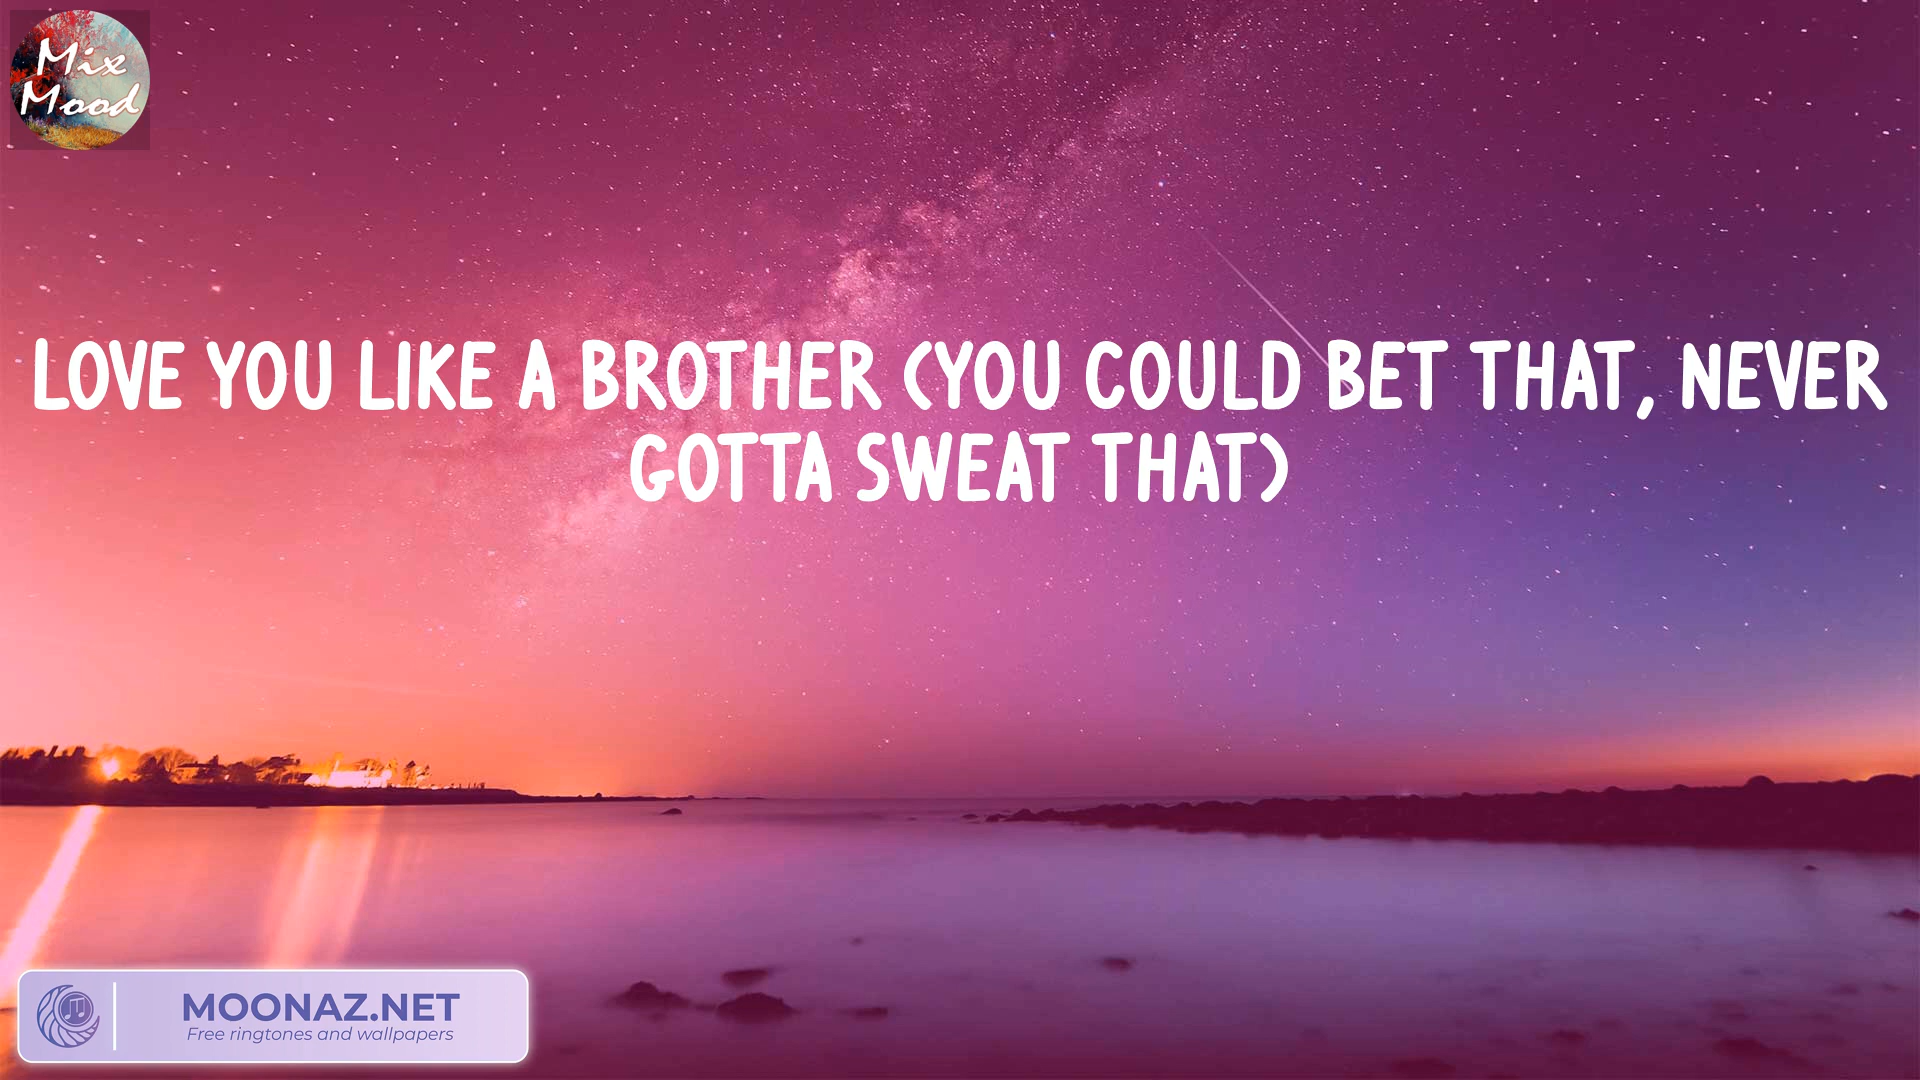 Mix
Mood
LOVE YOU LIKE A BROTHER (YOU COULD BET THAT, NEVER
GOTTA SWEAT THAT)
MOONAZ.NET
Free ringtones and wallpapers